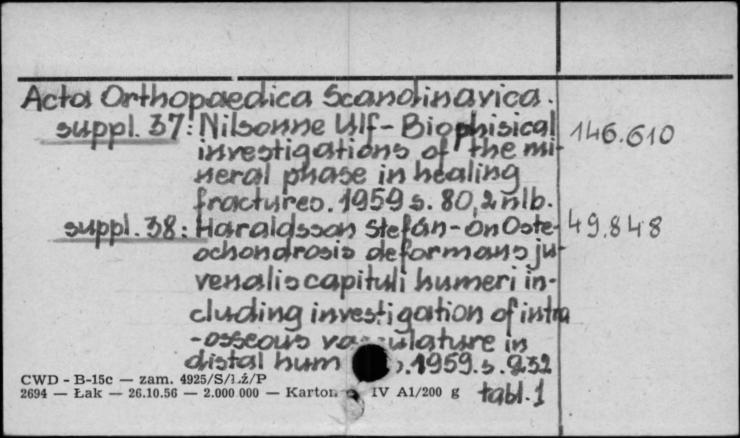 Acta Orthopaedica Scandinavica.
suppl. 37: Nilsonne Ulf - Biophisical 146.610
investigations of the mi-
neral phase in healing
fractures. 1959 s. 80, 2 nlb.
suppl. 38: Haraldsson Stefán - On Oste- 49.848
ochondrosis deformans ju-
venalis capituli humeri in-
cluding investigation of intra
-osseous vasculature in
distal hum 1959. s. 232
tabl. 1
CWD - B-15c — zam. 4925/S/Lż/P
2694 — Łak — 26.10.56 — 2.000 000 — Karton IV A1/200 g